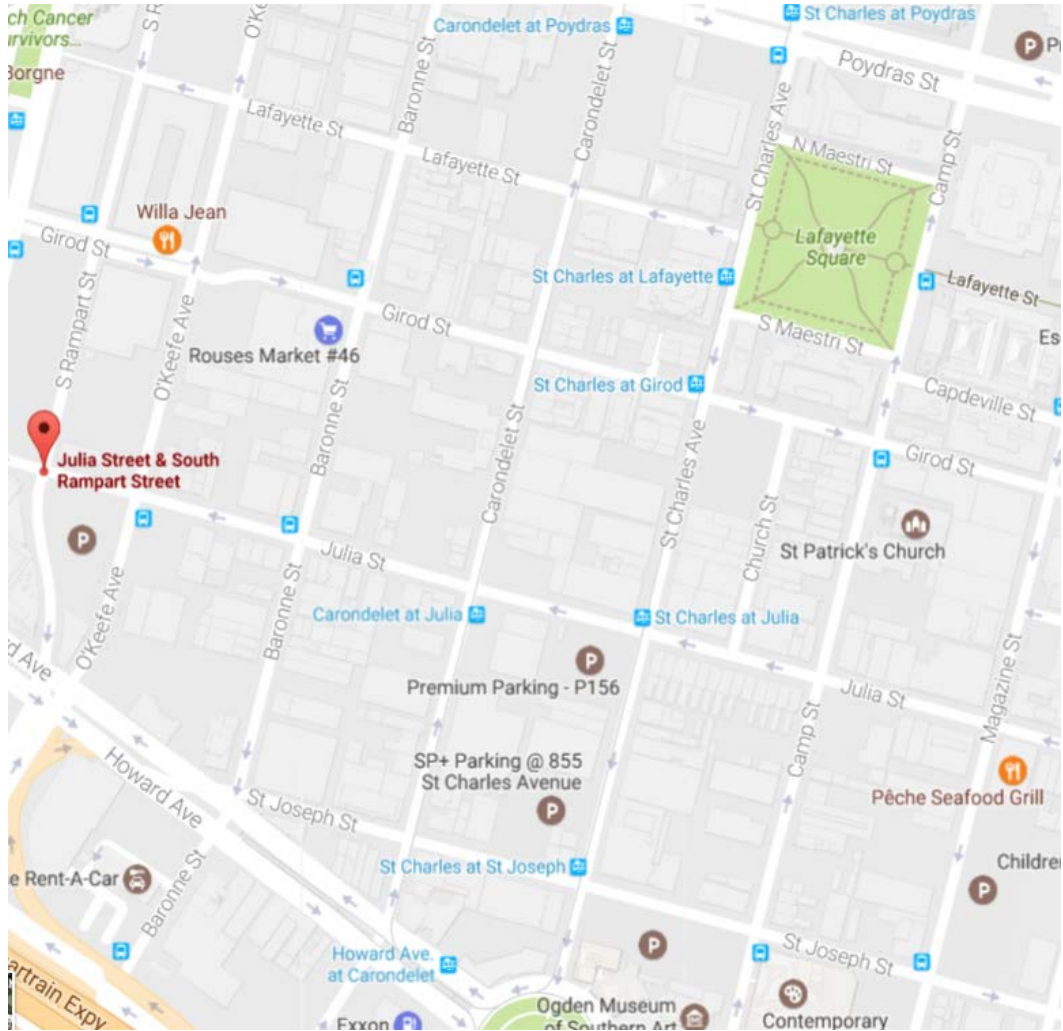 ch Cancer
urvivors...
Borgne
S R
O'K
Baronne St
Carondelet at Poydras
Carondelet St
St Charles at Poydras
St Charles Ave
Poydras St
P
Lafayette St
Lafayette St
N Maestri St
Camp St
Willa Jean
Girod St
Lafayette
Square
St Charles at Lafayette
Lafayette St
S Rampart St
O'Keefe Ave
Rouses Market #46
Girod St
S Maestri St
Es
St Charles at Girod
Capdeville St
Julia Street & South
Rampart Street
Baronne St
Carondelet St
St Charles Ave
Girod St
P
Julia St
Church St
St Patrick's Church
O'Keefe Ave
Baronne St
Carondelet at Julia
St Charles at Julia
d Ave
P
Premium Parking - P156
Julia St
Magazine St
Camp St
Howard Ave
SP+ Parking @ 855
St Charles Avenue
P
Pêche Seafood Grill
St Joseph St
St Charles at St Joseph
Childre
e Rent-A-Car
Baronne St
P
Howard Ave.
at Carondelet
P
St Joseph St
artrain Expy
Exxon
Ogden Museum
of Southern Art
Contemporary